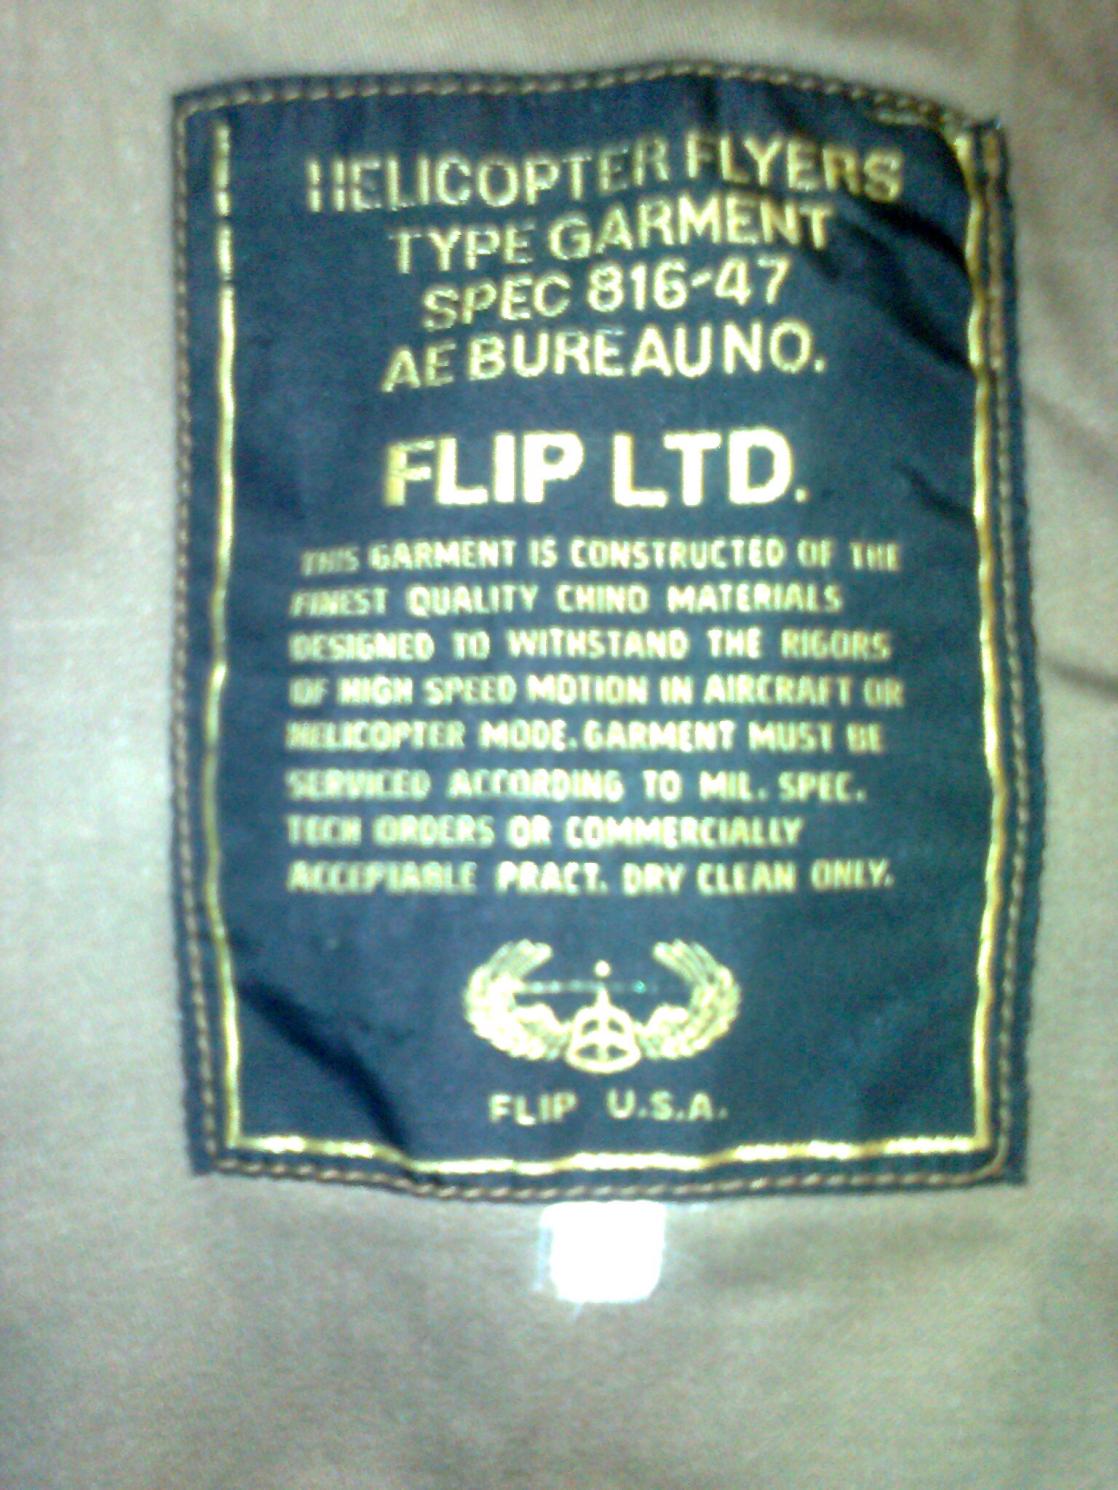 HELICOPTER FLYERS
TYPE GARMENT
SPEC 816-47
AE BUREAU NO.
FLIP LTD.
THIS GARMENT IS CONSTRUCTED OF THE
FINEST QUALITY CHINO MATERIALS
DESIGNED TO WITHSTAND THE RIGORS
OF HIGH SPEED MOTION IN AIRCRAFT OR
HELICOPTER MODE. GARMENT MUST BE
SERVICED ACCORDING TO MIL. SPEC.
TECH ORDERS OR COMMERCIALLY
ACCEPTABLE PRACT. DRY CLEAN ONLY.
FLIP U.S.A.